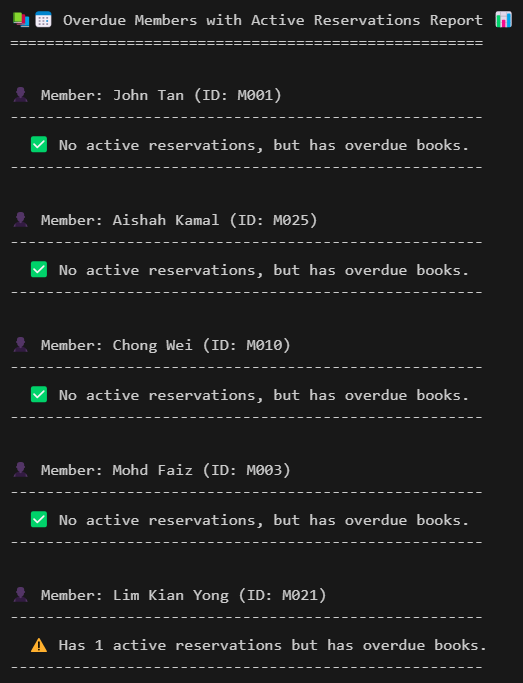 📚📅 Overdue Members with Active Reservations Report 📊
====================================================
👤 Member: John Tan (ID: M001)
----------------------------------------------------
✅ No active reservations, but has overdue books.
----------------------------------------------------
👤 Member: Aishah Kamal (ID: M025)
----------------------------------------------------
✅ No active reservations, but has overdue books.
----------------------------------------------------
👤 Member: Chong Wei (ID: M010)
----------------------------------------------------
✅ No active reservations, but has overdue books.
----------------------------------------------------
👤 Member: Mohd Faiz (ID: M003)
----------------------------------------------------
✅ No active reservations, but has overdue books.
----------------------------------------------------
👤 Member: Lim Kian Yong (ID: M021)
----------------------------------------------------
⚠️ Has 1 active reservations but has overdue books.
----------------------------------------------------